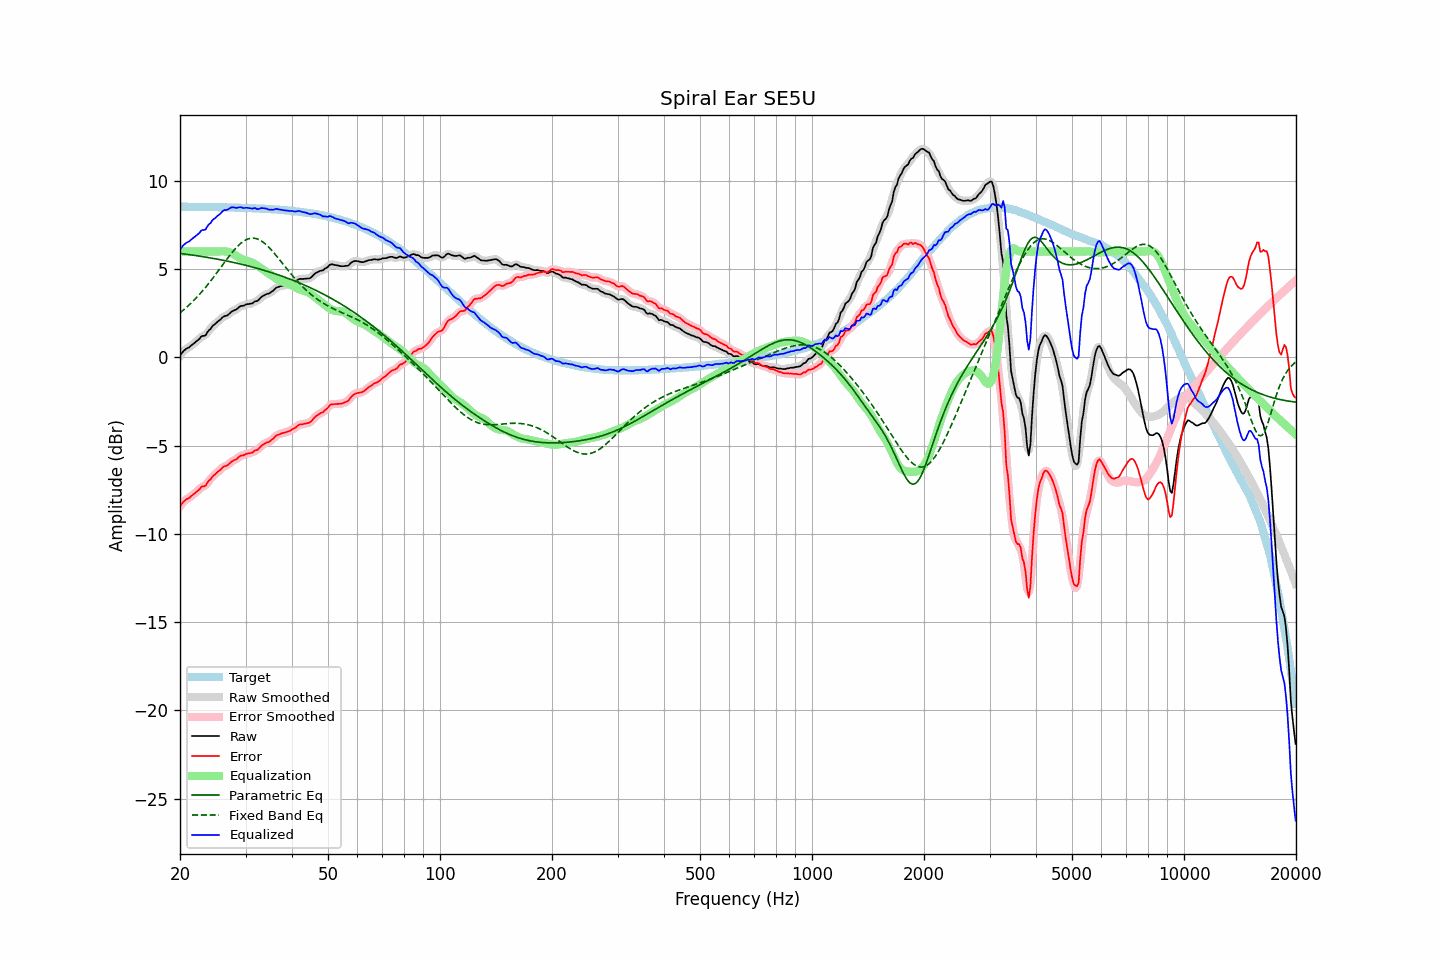 Spiral Ear SE5U
Amplitude (dBr)
10
5
0
−5
−10
−15
−20
−25
Target
Raw Smoothed
Error Smoothed
Raw
Error
Equalization
Parametric Eq
Fixed Band Eq
Equalized
20 50 100 200 500 1000 2000 5000 10000 20000
Frequency (Hz)